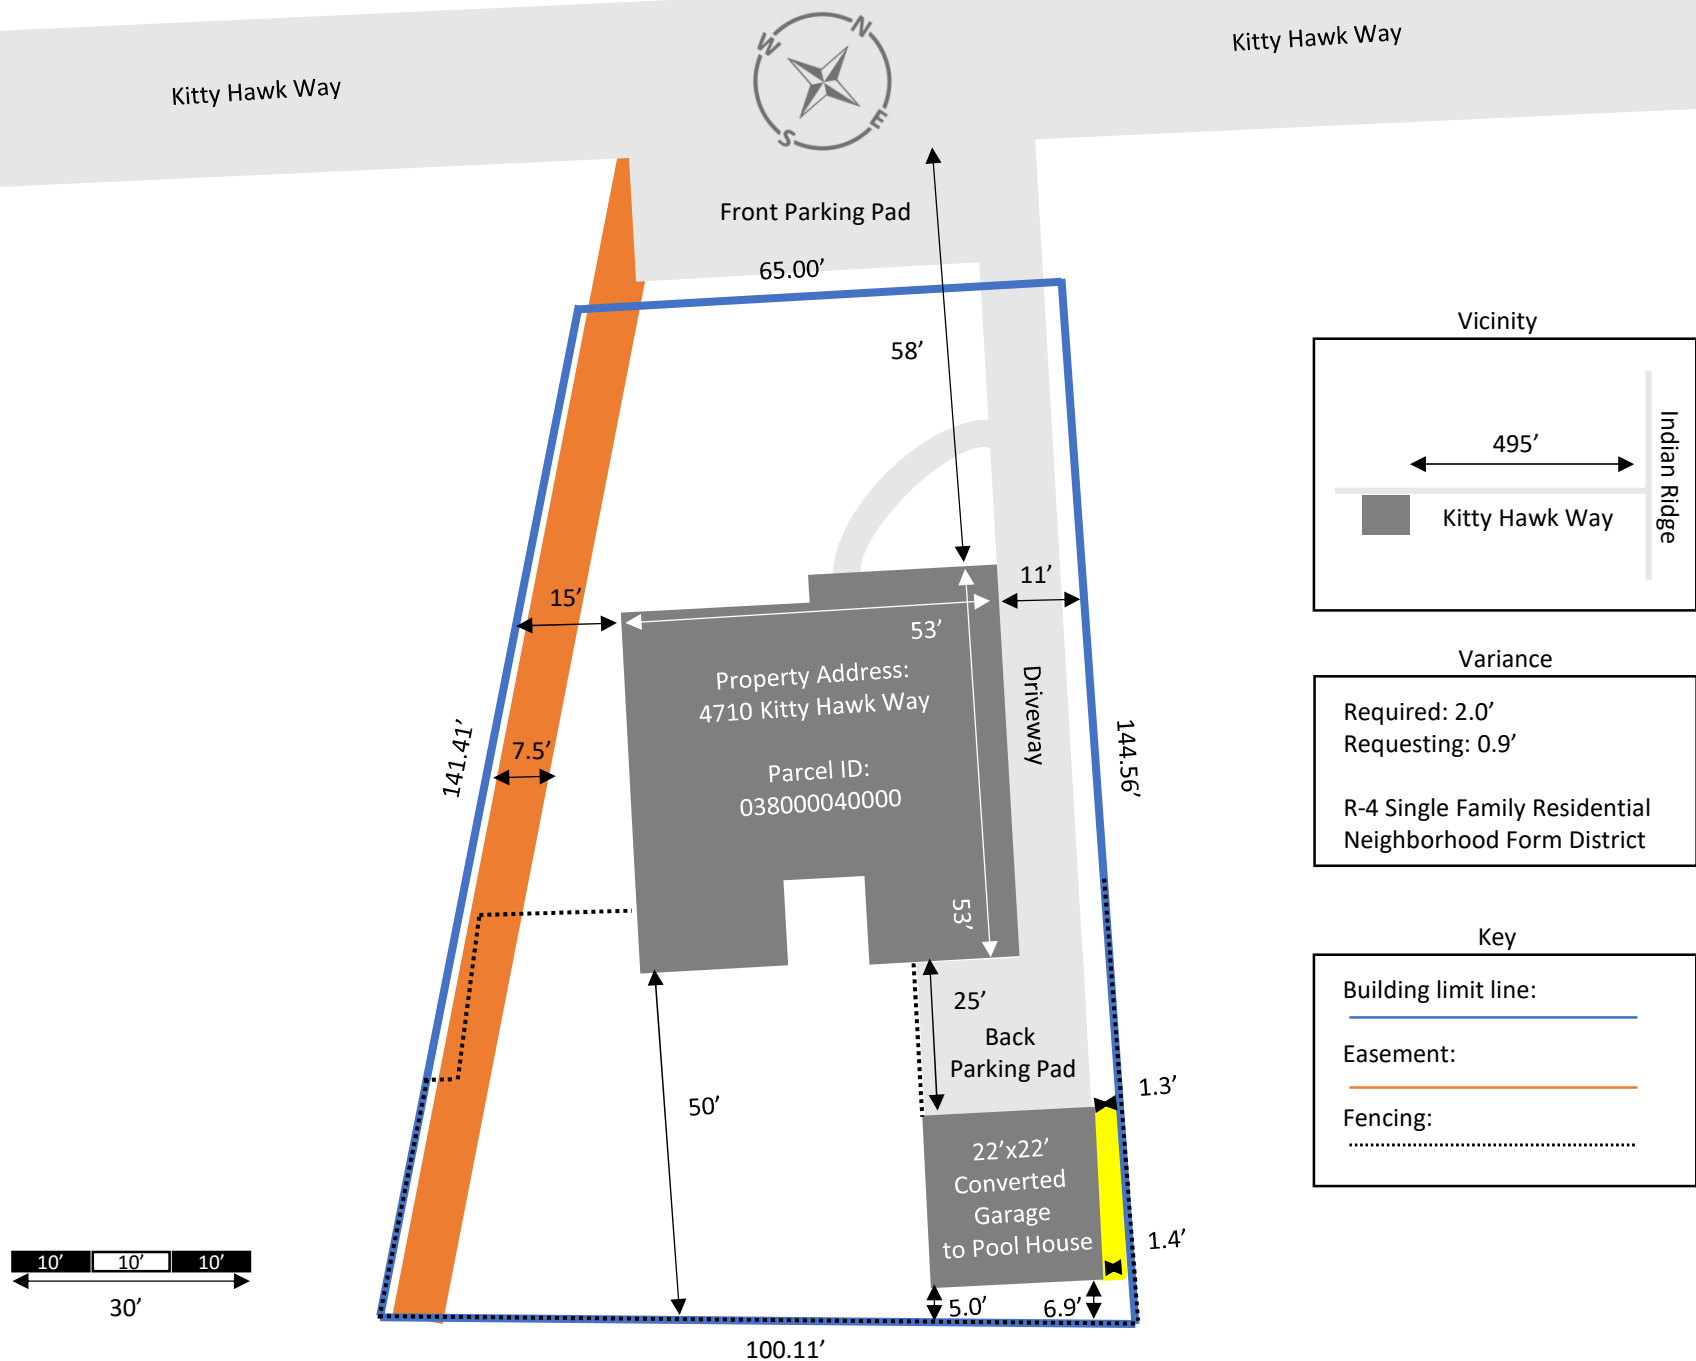 Kitty Hawk Way
Kitty Hawk Way
N
W
E
S
Front Parking Pad
65.00’
58’
15’
11’
53’
Property Address:
4710 Kitty Hawk Way
Parcel ID:
038000040000
53’
Driveway
141.41’
7.5’
144.56’
25’
Back
Parking Pad
50’
1.3’
22’x22’
Converted
Garage
to Pool House
1.4’
5.0’
6.9’
100.11’
10’ 10’ 10’
30’
Vicinity
495’
Kitty Hawk Way
Indian Ridge
Variance
Required: 2.0’
Requesting: 0.9’
R-4 Single Family Residential
Neighborhood Form District
Key
Building limit line:
Easement:
Fencing: